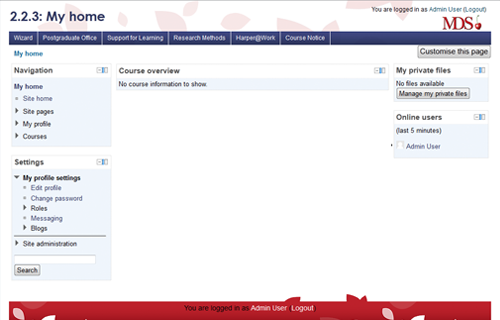 2.2.3: My home
You are logged in as Admin User (Logout)
MDS
Wizard Postgraduate Office Support for Learning Research Methods Harper@Work Course Notice
My home
Customise this page
Navigation
My home
Site home
Site pages
My profile
Courses
Settings
My profile settings
Edit profile
Change password
Roles
Messaging
Blogs
Site administration
Search
Course overview
No course information to show.
My private files
No files available
Manage my private files
Online users
(last 5 minutes)
Admin User
You are logged in as Admin User (Logout)